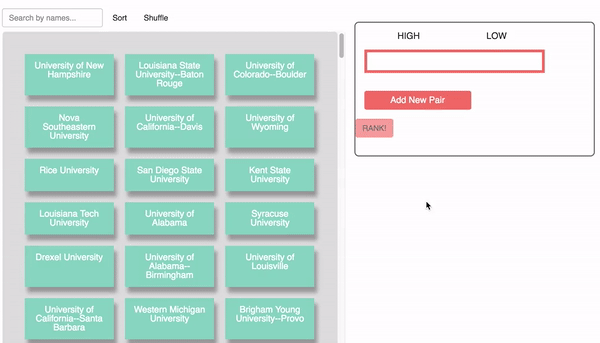 Search by names...
Sort
Shuffle
HIGH
LOW
University of New
Hampshire
Louisiana State
University--Baton
Rouge
University of
Colorado--Boulder
Nova
Southeastern
University
University of
California--Davis
University of
Wyoming
Rice University
San Diego State
University
Kent State
University
Louisiana Tech
University
University of
Alabama
Syracuse
University
Drexel University
University of
Alabama--
Birmingham
University of
Louisville
University of
California--Santa
Barbara
Western Michigan
University
Brigham Young
University--Provo
Add New Pair
RANK!